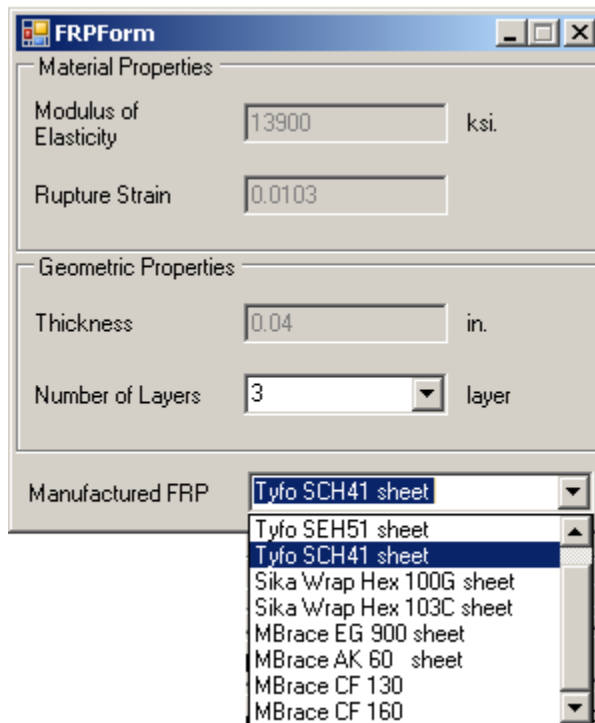 FRPForm
Material Properties
Modulus of
Elasticity
13900
ksi.
Rupture Strain
0.0103
Geometric Properties
Thickness
0.04
in.
Number of Layers
3
layer
Manufactured FRP
Tyfo SCH41 sheet
Tyfo SEH51 sheet
Tyfo SCH41 sheet
Sika Wrap Hex 100G sheet
Sika Wrap Hex 103C sheet
MBrace EG 900 sheet
MBrace AK 60   sheet
MBrace CF 130
MBrace CF 160